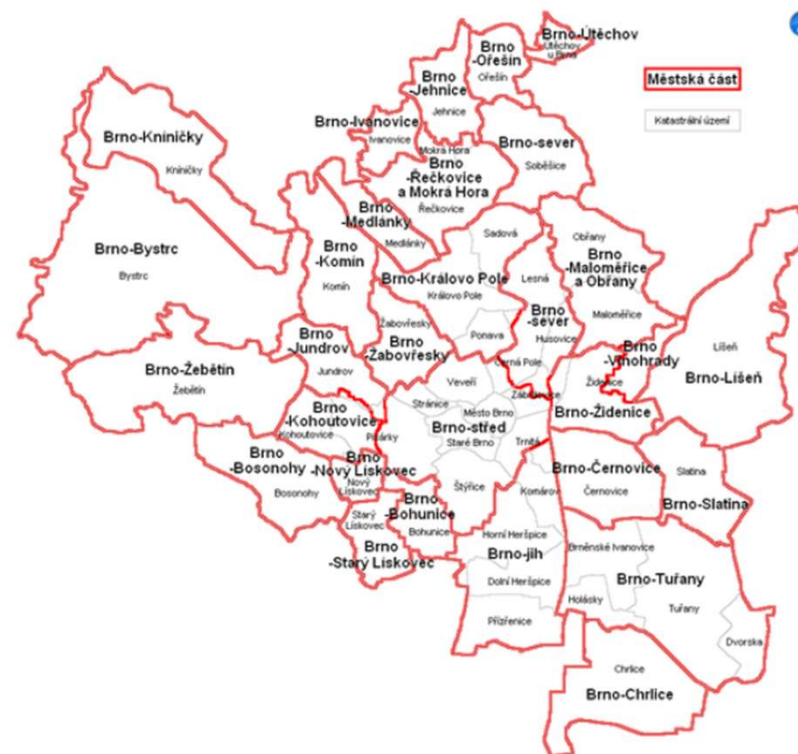 Brno-Útěchov
Útěchov
u Brna
Brno
-Ořešín
Ořešín
Brno
-Jehnice
Jehnice
Městská část
Katastrální území
Brno-Ivanovice
Ivanovice
Brno-Kníničky
Kníničky
Brno-sever
Soběšice
Mokrá Hora
Brno
-Řečkovice
a Mokrá Hora
Řečkovice
Brno
-Medlánky
Medlánky
Sadová
Obřany
Brno
-Maloměřice
a Obřany
Maloměřice
Brno-Bystrc
Bystrc
Brno
-Komín
Komín
Brno-Královo Pole
Královo Pole
Lesná
Brno
-sever
Husovice
Ponava
Žabovřesky
Brno
-Žabovřesky
Brno
-Jundrov
Jundrov
Černá Pole
Brno
-Vinohrady
Židenice
Líšeň
Brno-Líšeň
Brno-Žebětín
Žebětín
Veveří
Stránice
Zábrdovice
Město Brno
Brno-střed
Staré Brno
Trnitá
Brno-Židenice
Brno
-Kohoutovice
Kohoutovice
Pisárky
Brno
-Bosonohy
Bosonohy
Brno
-Nový Lískovec
Nový
Lískovec
Štýřice
Komárov
Brno-Černovice
Černovice
Slatina
Brno-Slatina
Brno
-Bohunice
Bohunice
Starý
Lískovec
Brno
-Starý Lískovec
Horní Heršpice
Brno-jih
Dolní Heršpice
Přízřenice
Brněnské Ivanovice
Brno-Tuřany
Tuřany
Holásky
Dvorska
Chrlice
Brno-Chrlice